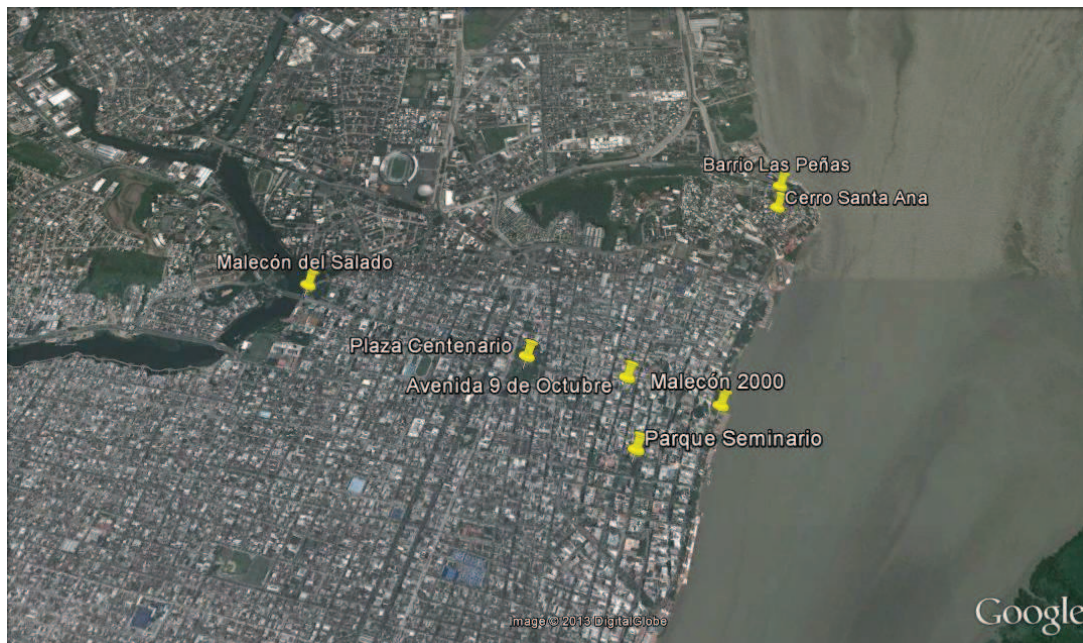 Barrio Las Peñas
Cerro Santa Ana
Malecón del Salado
Plaza Centenario
Avenida 9 de Octubre
Malecón 2000
Parque Seminario
Image © 2013 DigitalGlobe
Google